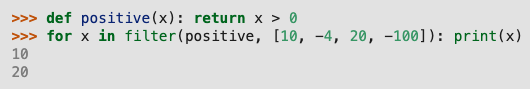 >>> def positive(x): return x > 0
>>> for x in filter(positive, [10, -4, 20, -100]): print(x)
10
20